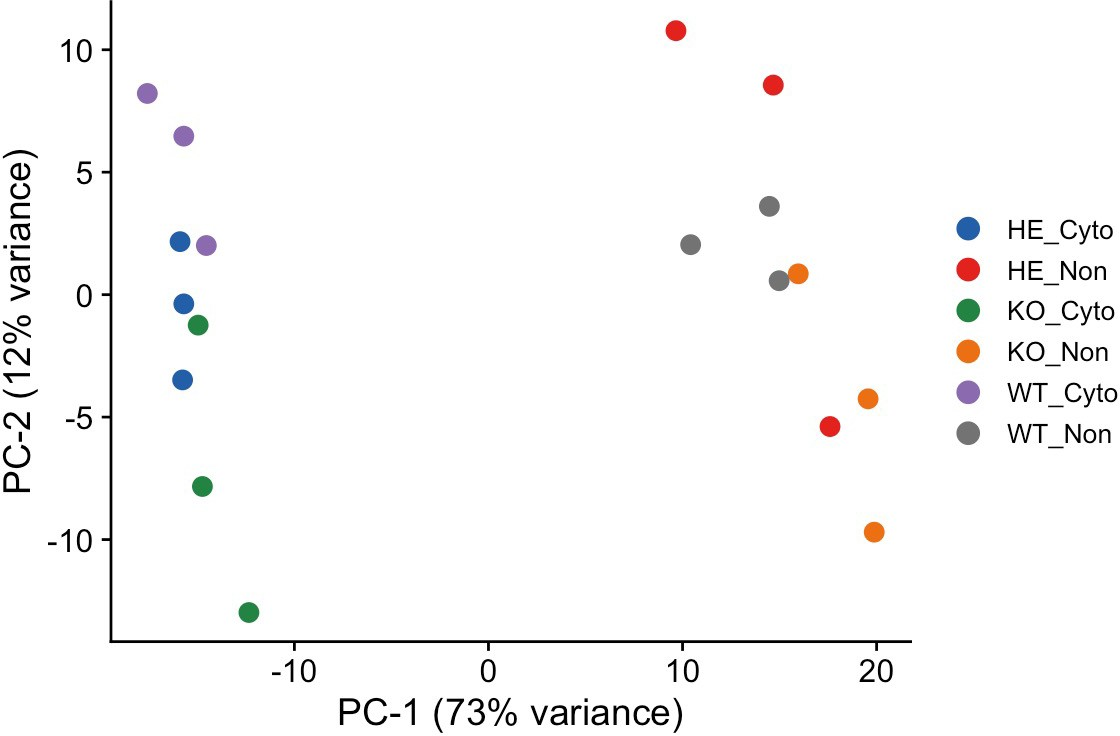 10
5
0
-5
-10
PC-2 (12% variance)
-10 0 10 20
PC-1 (73% variance)
HE_Cyto
HE_Non
KO_Cyto
KO_Non
WT_Cyto
WT_Non